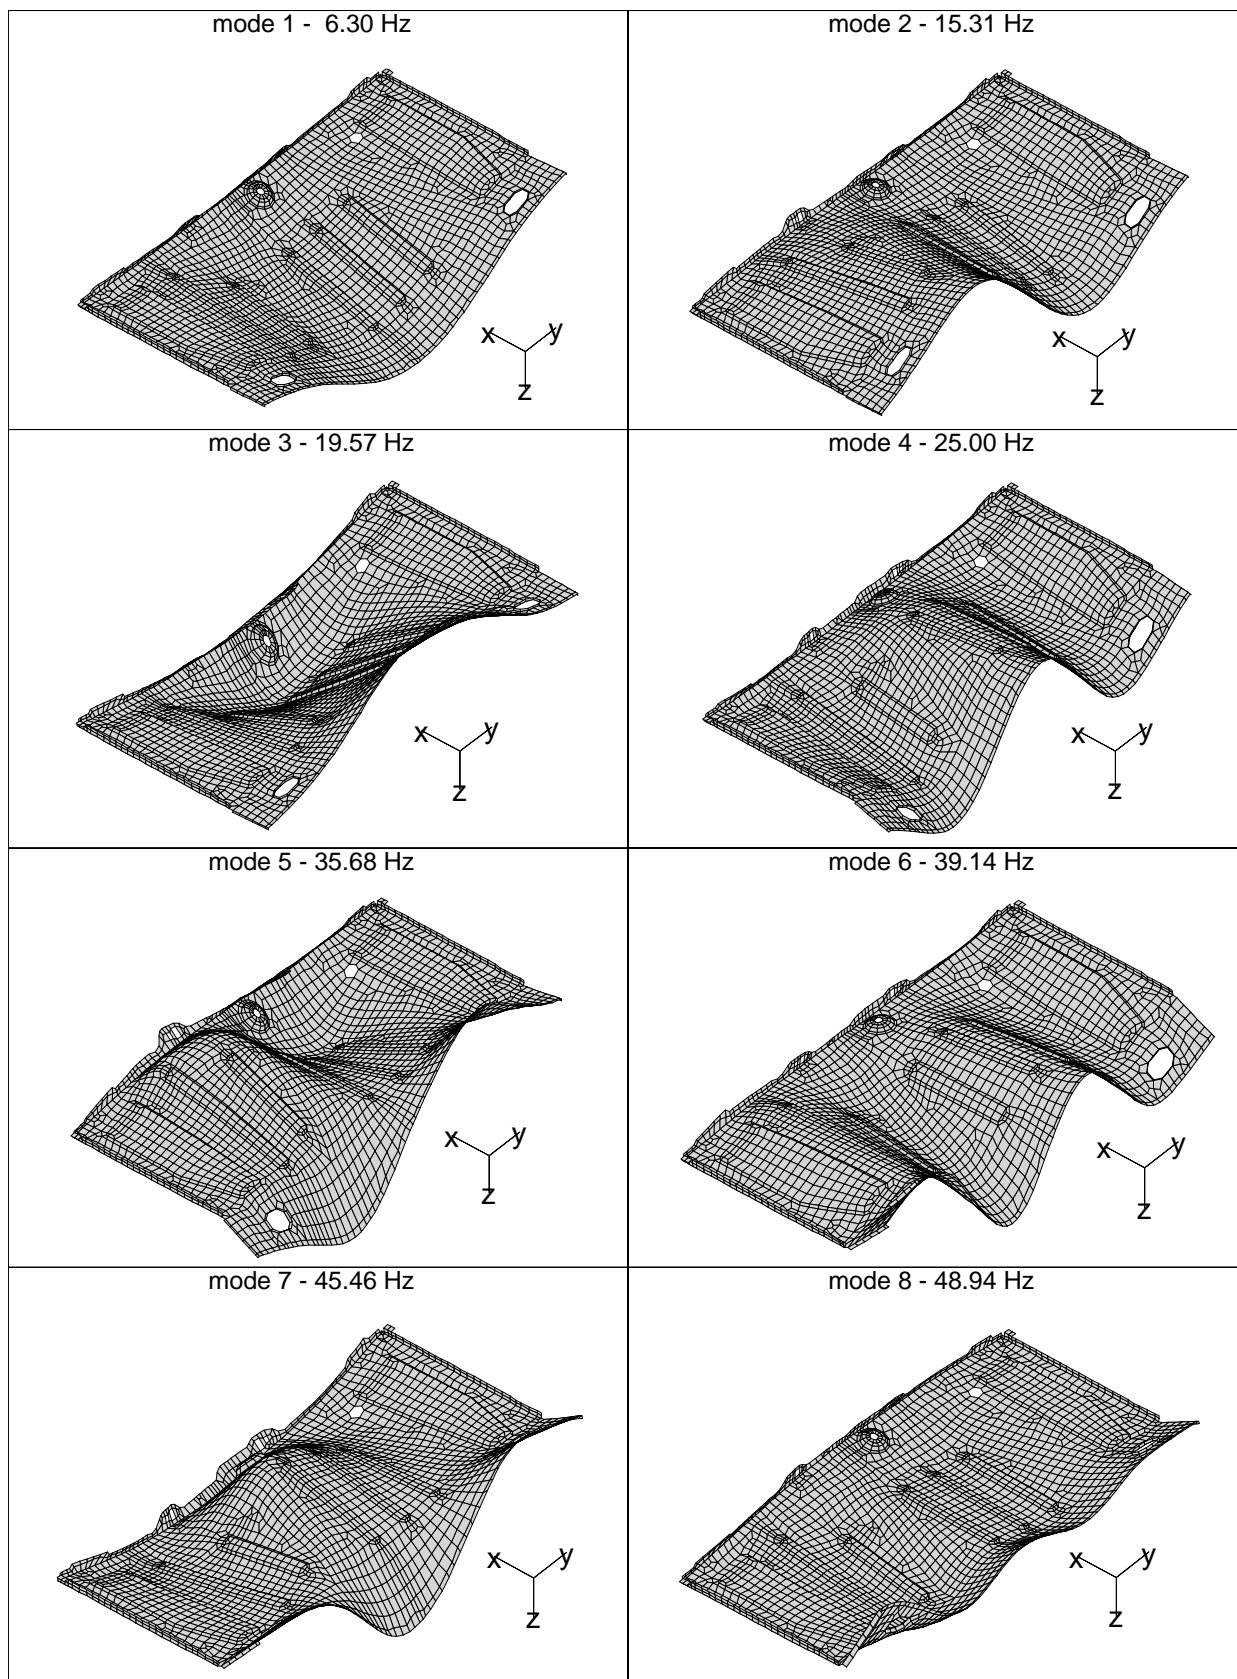 mode 1 - 6.30 Hz
mode 2 - 15.31 Hz
x y
z
x y
z
mode 3 - 19.57 Hz
mode 4 - 25.00 Hz
x y
z
x y
z
mode 5 - 35.68 Hz
mode 6 - 39.14 Hz
x y
z
x y
z
mode 7 - 45.46 Hz
mode 8 - 48.94 Hz
x y
z
x y
z